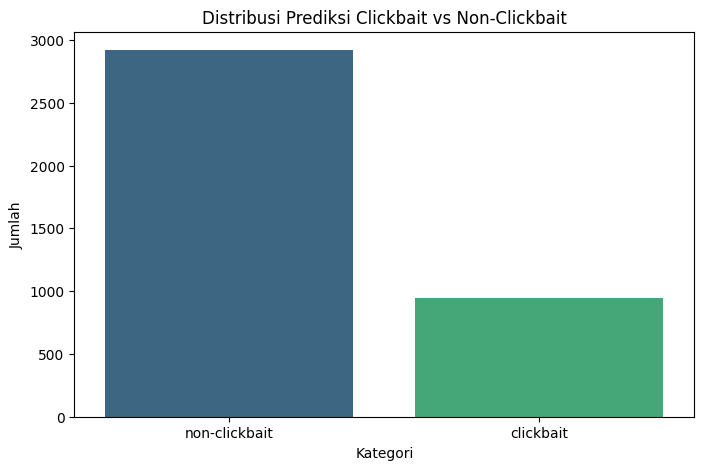 Distribusi Prediksi Clickbait vs Non-Clickbait
3000
2500
2000
1500
1000
500
0
Jumlah
non-clickbait
clickbait
Kategori